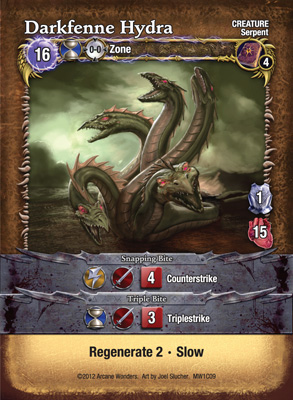 Darkfenne Hydra
CREATURE
Serpent
16
0-0 Zone
4
1
15
Snapping Bite
4 Counterstrike
Triple Bite
3 Triplestrike
Regenerate 2 · Slow
©2012 Arcane Wonders. Art by Joel Slucher. MW1C09